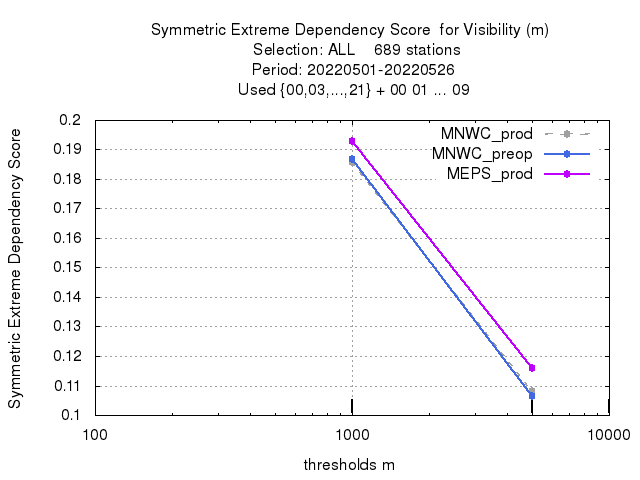 Symmetric Extreme Dependency Score  for Visibility (m)
Selection: ALL    689 stations
Period: 20220501-20220526
Used {00,03,...,21} + 00 01 ... 09
Symmetric Extreme Dependency Score
0.2
0.19
0.18
0.17
0.16
0.15
0.14
0.13
0.12
0.11
0.1
MNWC_prod
MNWC_preop
MEPS_prod
100
1000
10000
thresholds m